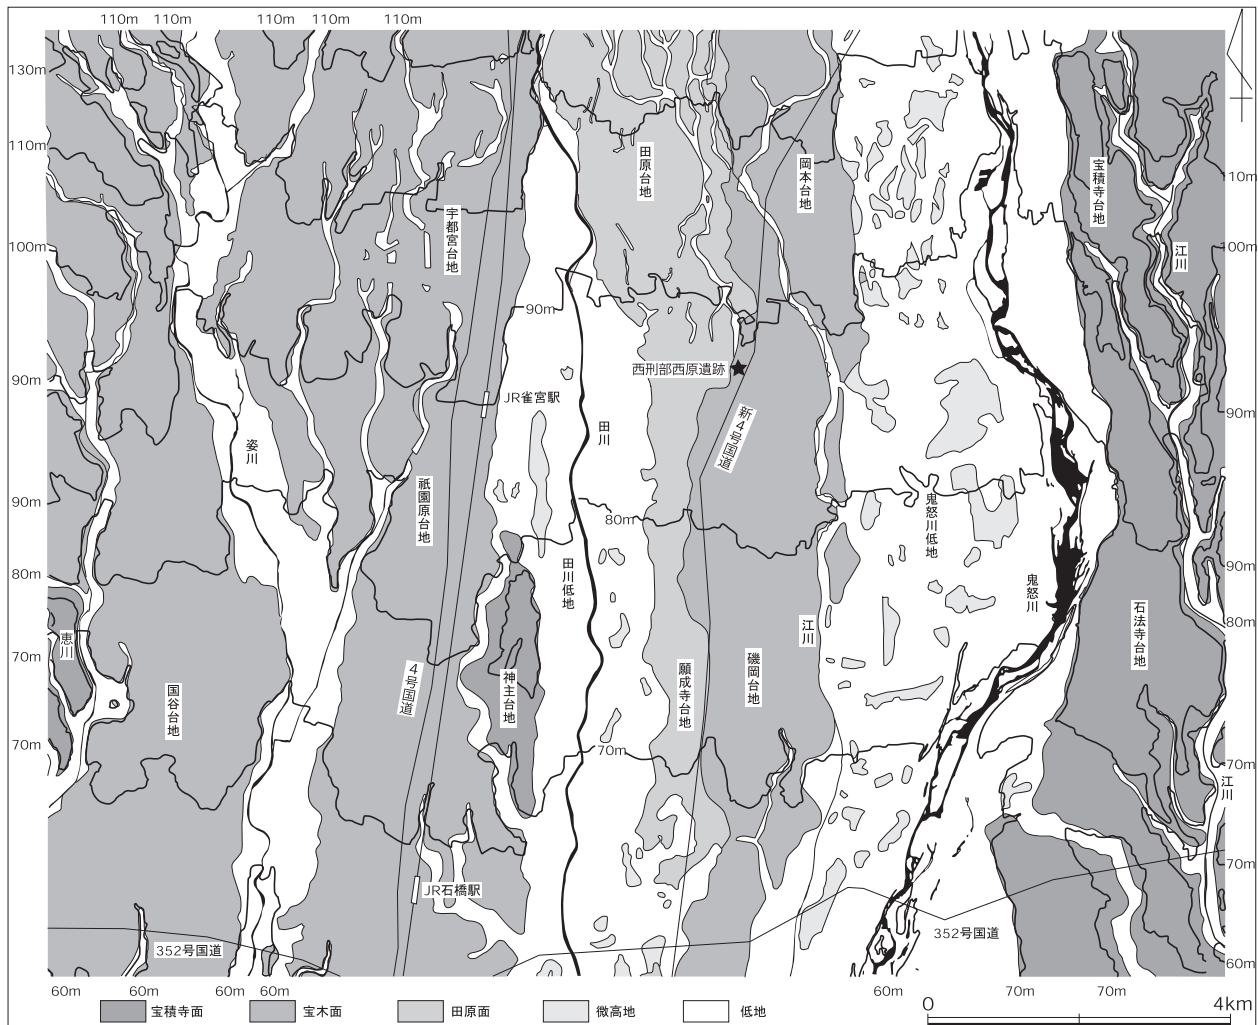 110m 110m 110m 110m 110m
130m
110m
100m
90m
90m
80m
70m
70m
110m
100m
90m
90m
80m
70m
70m
60m
田原台地
岡本台地
宝積寺台地
江川
宇都宮台地
90m
西刑部西原遺跡
JR雀宮駅
新4号国道
田川
姿川
祇園原台地
80m
鬼怒川低地
田川低地
鬼怒川
恵川
国谷台地
4号国道
神主台地
願成寺台地
磯岡台地
江川
石法寺台地
70m
江川
JR石橋駅
352号国道
352号国道
60m 60m 60m 60m 60m 70m 70m
宝積寺面 宝木面 田原面 微高地 低地
0 4km